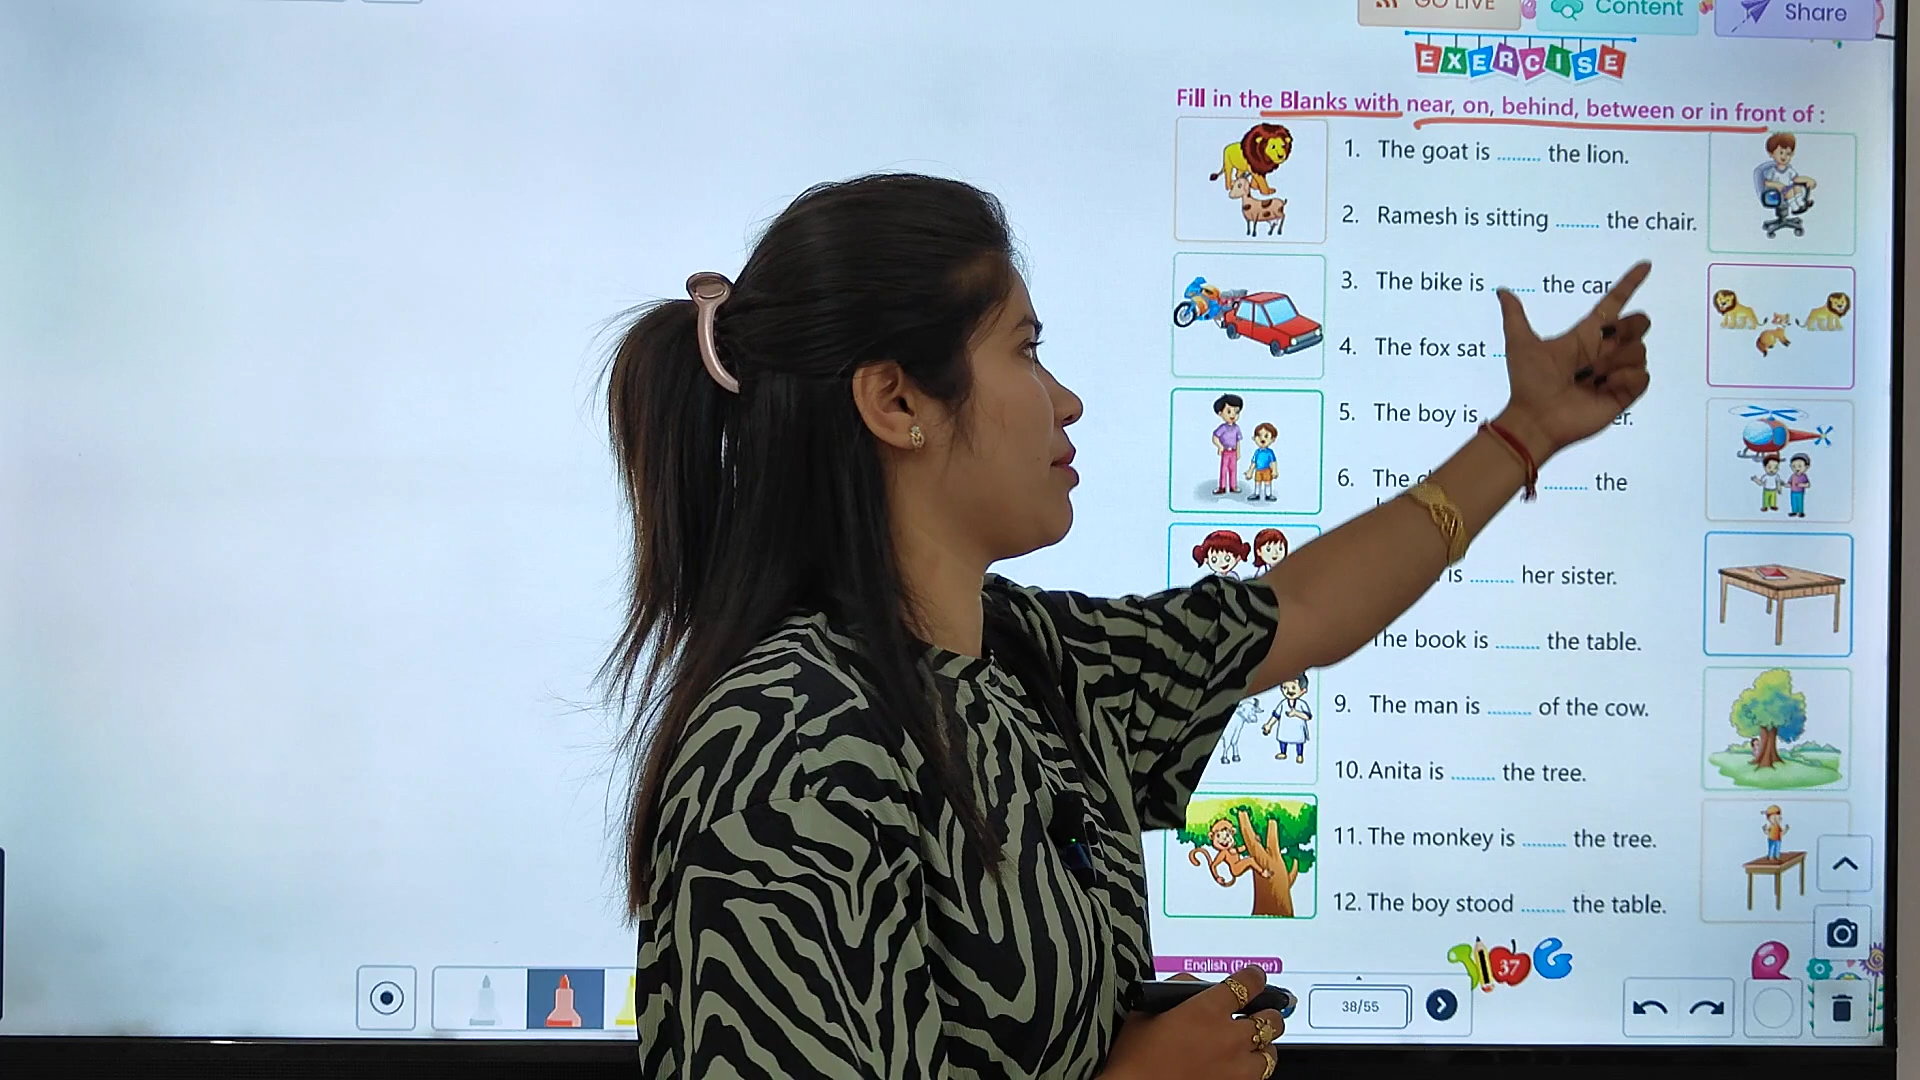 GO LIVE
Content
Share
EXERCISE
Fill in the Blanks with near, on, behind, between or in front of :
1. The goat is ......... the lion.
2. Ramesh is sitting ......... the chair.
3. The bike is ......... the car
4. The fox sat ..
5. The boy is er.
6. The ......... the
is ......... her sister.
The book is ......... the table.
9. The man is ......... of the cow.
10. Anita is ......... the tree.
11. The monkey is ......... the tree.
12. The boy stood ......... the table.
English (Primer)
37
38/55